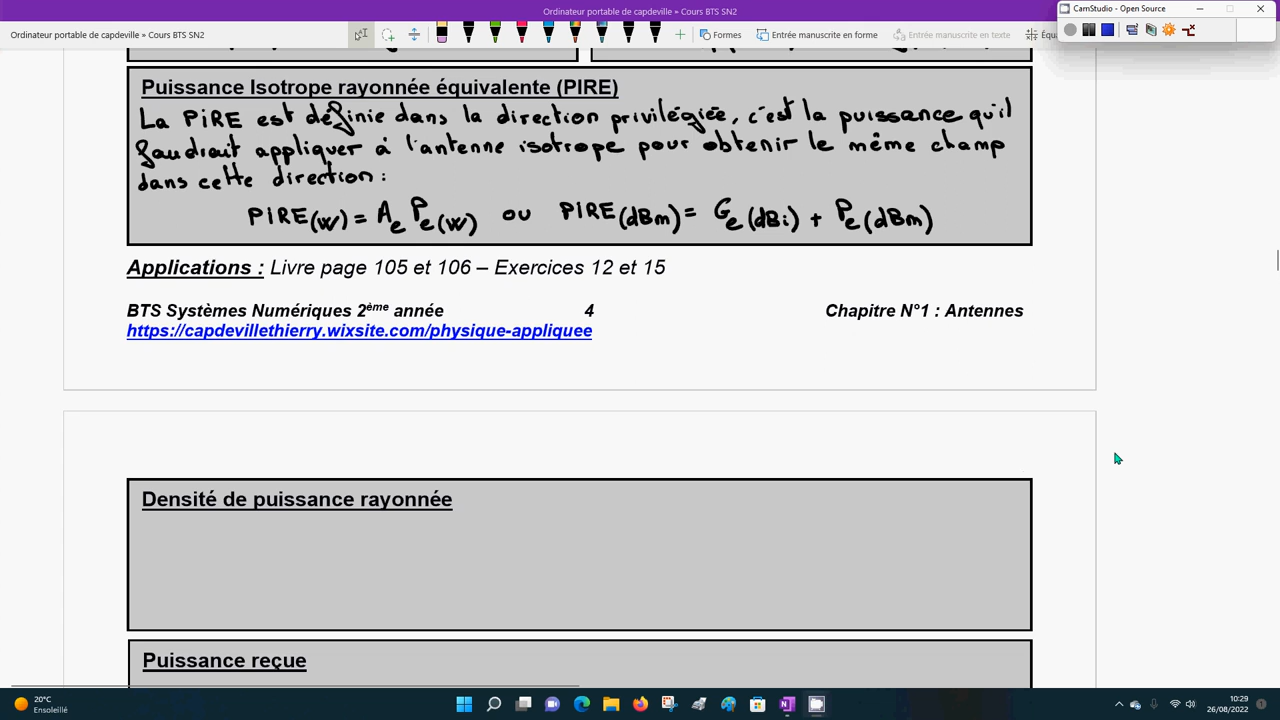 Ordinateur portable de capdeville » Cours BTS SN2
CamStudio - Open Source
Ordinateur portable de capdeville » Cours BTS SN2
Formes
Entrée manuscrite en forme
Entrée manuscrite en texte
Équa
Puissance Isotrope rayonnée équivalente (PIRE)
La PiRE est définie dans la direction privilégiée, c'est la puissance qu'il
faudrait appliquer à l'antenne isotrope pour obtenir le même champ
dans cette direction :
PiRE(W) = Ae Pe(W) ou PiRE(dBm) = Ge(dBi) + Pe(dBm)
Applications : Livre page 105 et 106 – Exercices 12 et 15
BTS Systèmes Numériques 2ème année 4 Chapitre N°1 : Antennes
https://capdevillethierry.wixsite.com/physique-appliquee
Densité de puissance rayonnée
Puissance reçue
20°C
Ensoleillé
10:29
26/08/2022